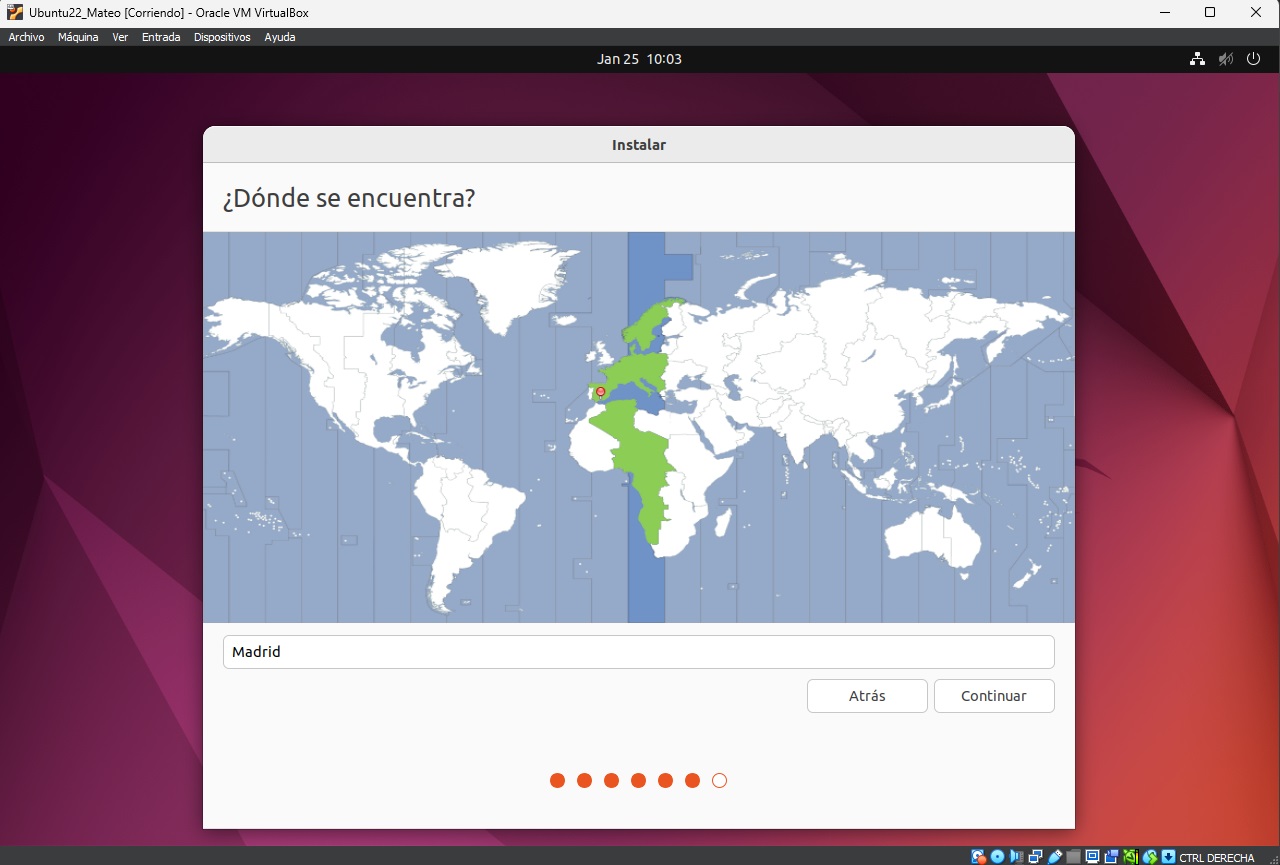 Ubuntu22_Mateo [Corriendo] - Oracle VM VirtualBox
Archivo Máquina Ver Entrada Dispositivos Ayuda
Jan 25 10:03
Instalar
¿Dónde se encuentra?
Madrid
Atrás Continuar
CTRL DERECHA